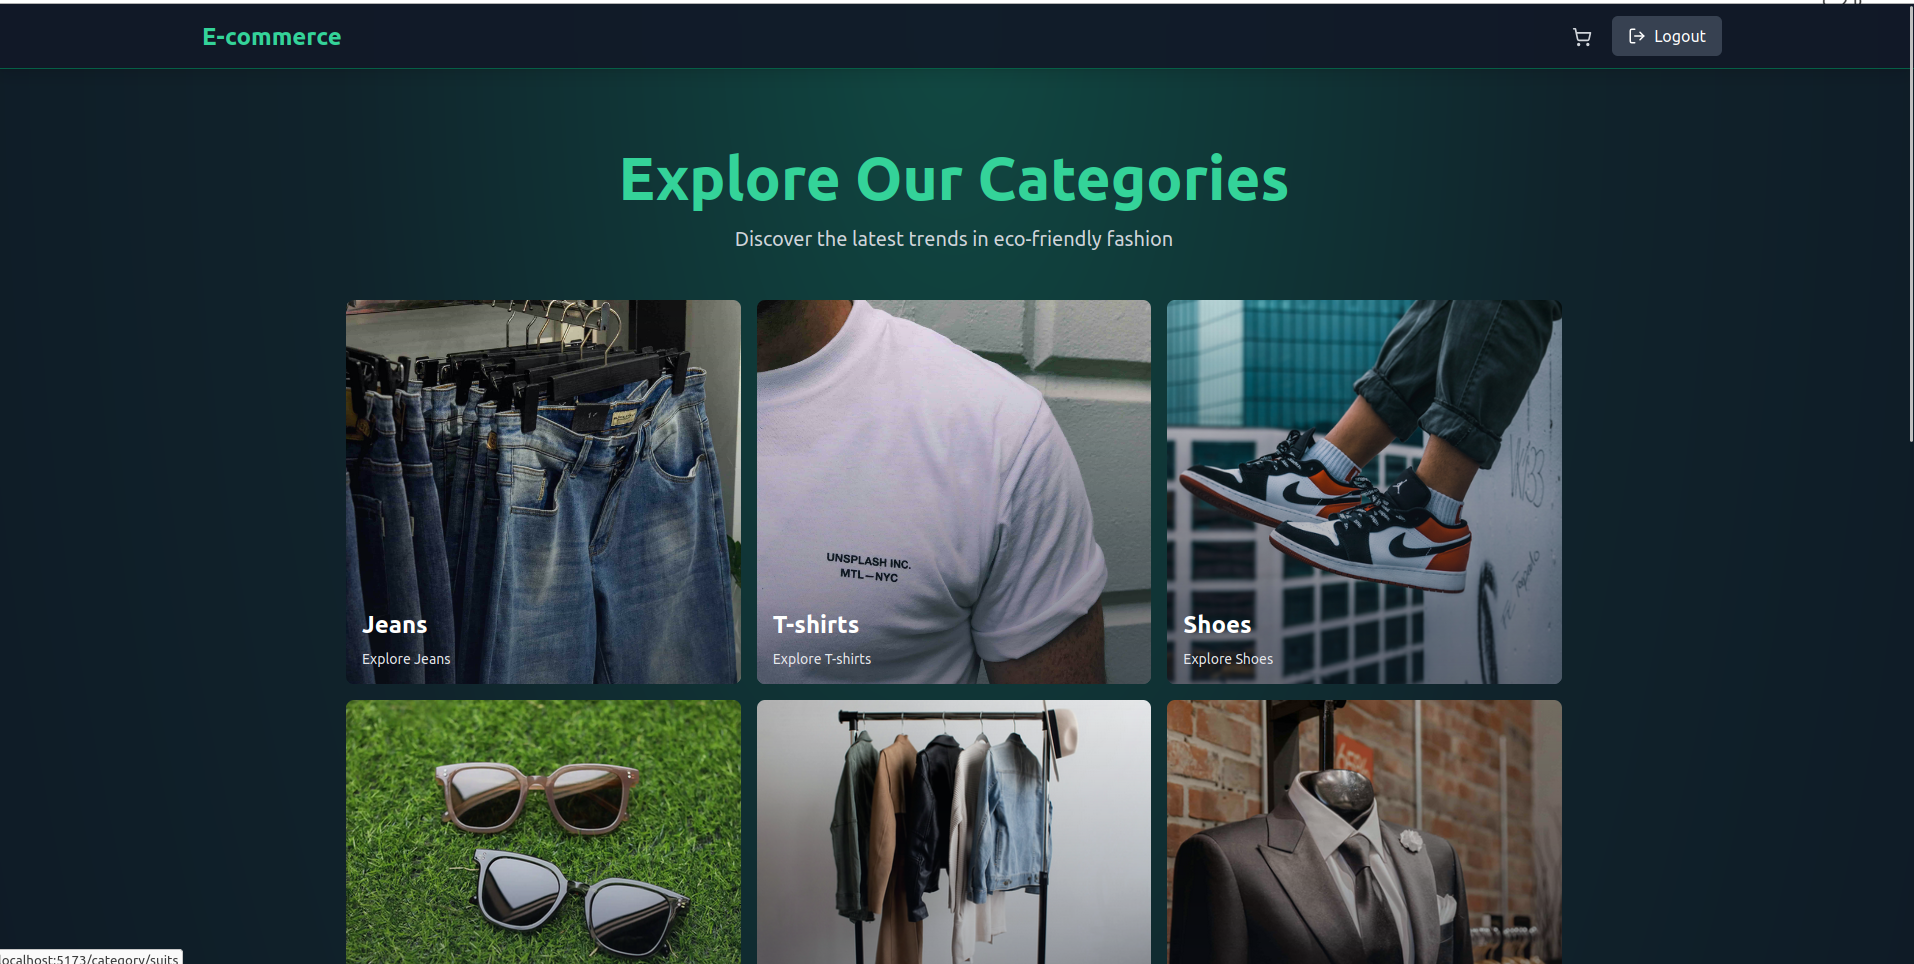 E-commerce
Logout
Explore Our Categories
Discover the latest trends in eco-friendly fashion
UNSPLASH INC.
MTL—NYC
Jeans
Explore Jeans
T-shirts
Explore T-shirts
Shoes
Explore Shoes
localhost:5173/category/suits